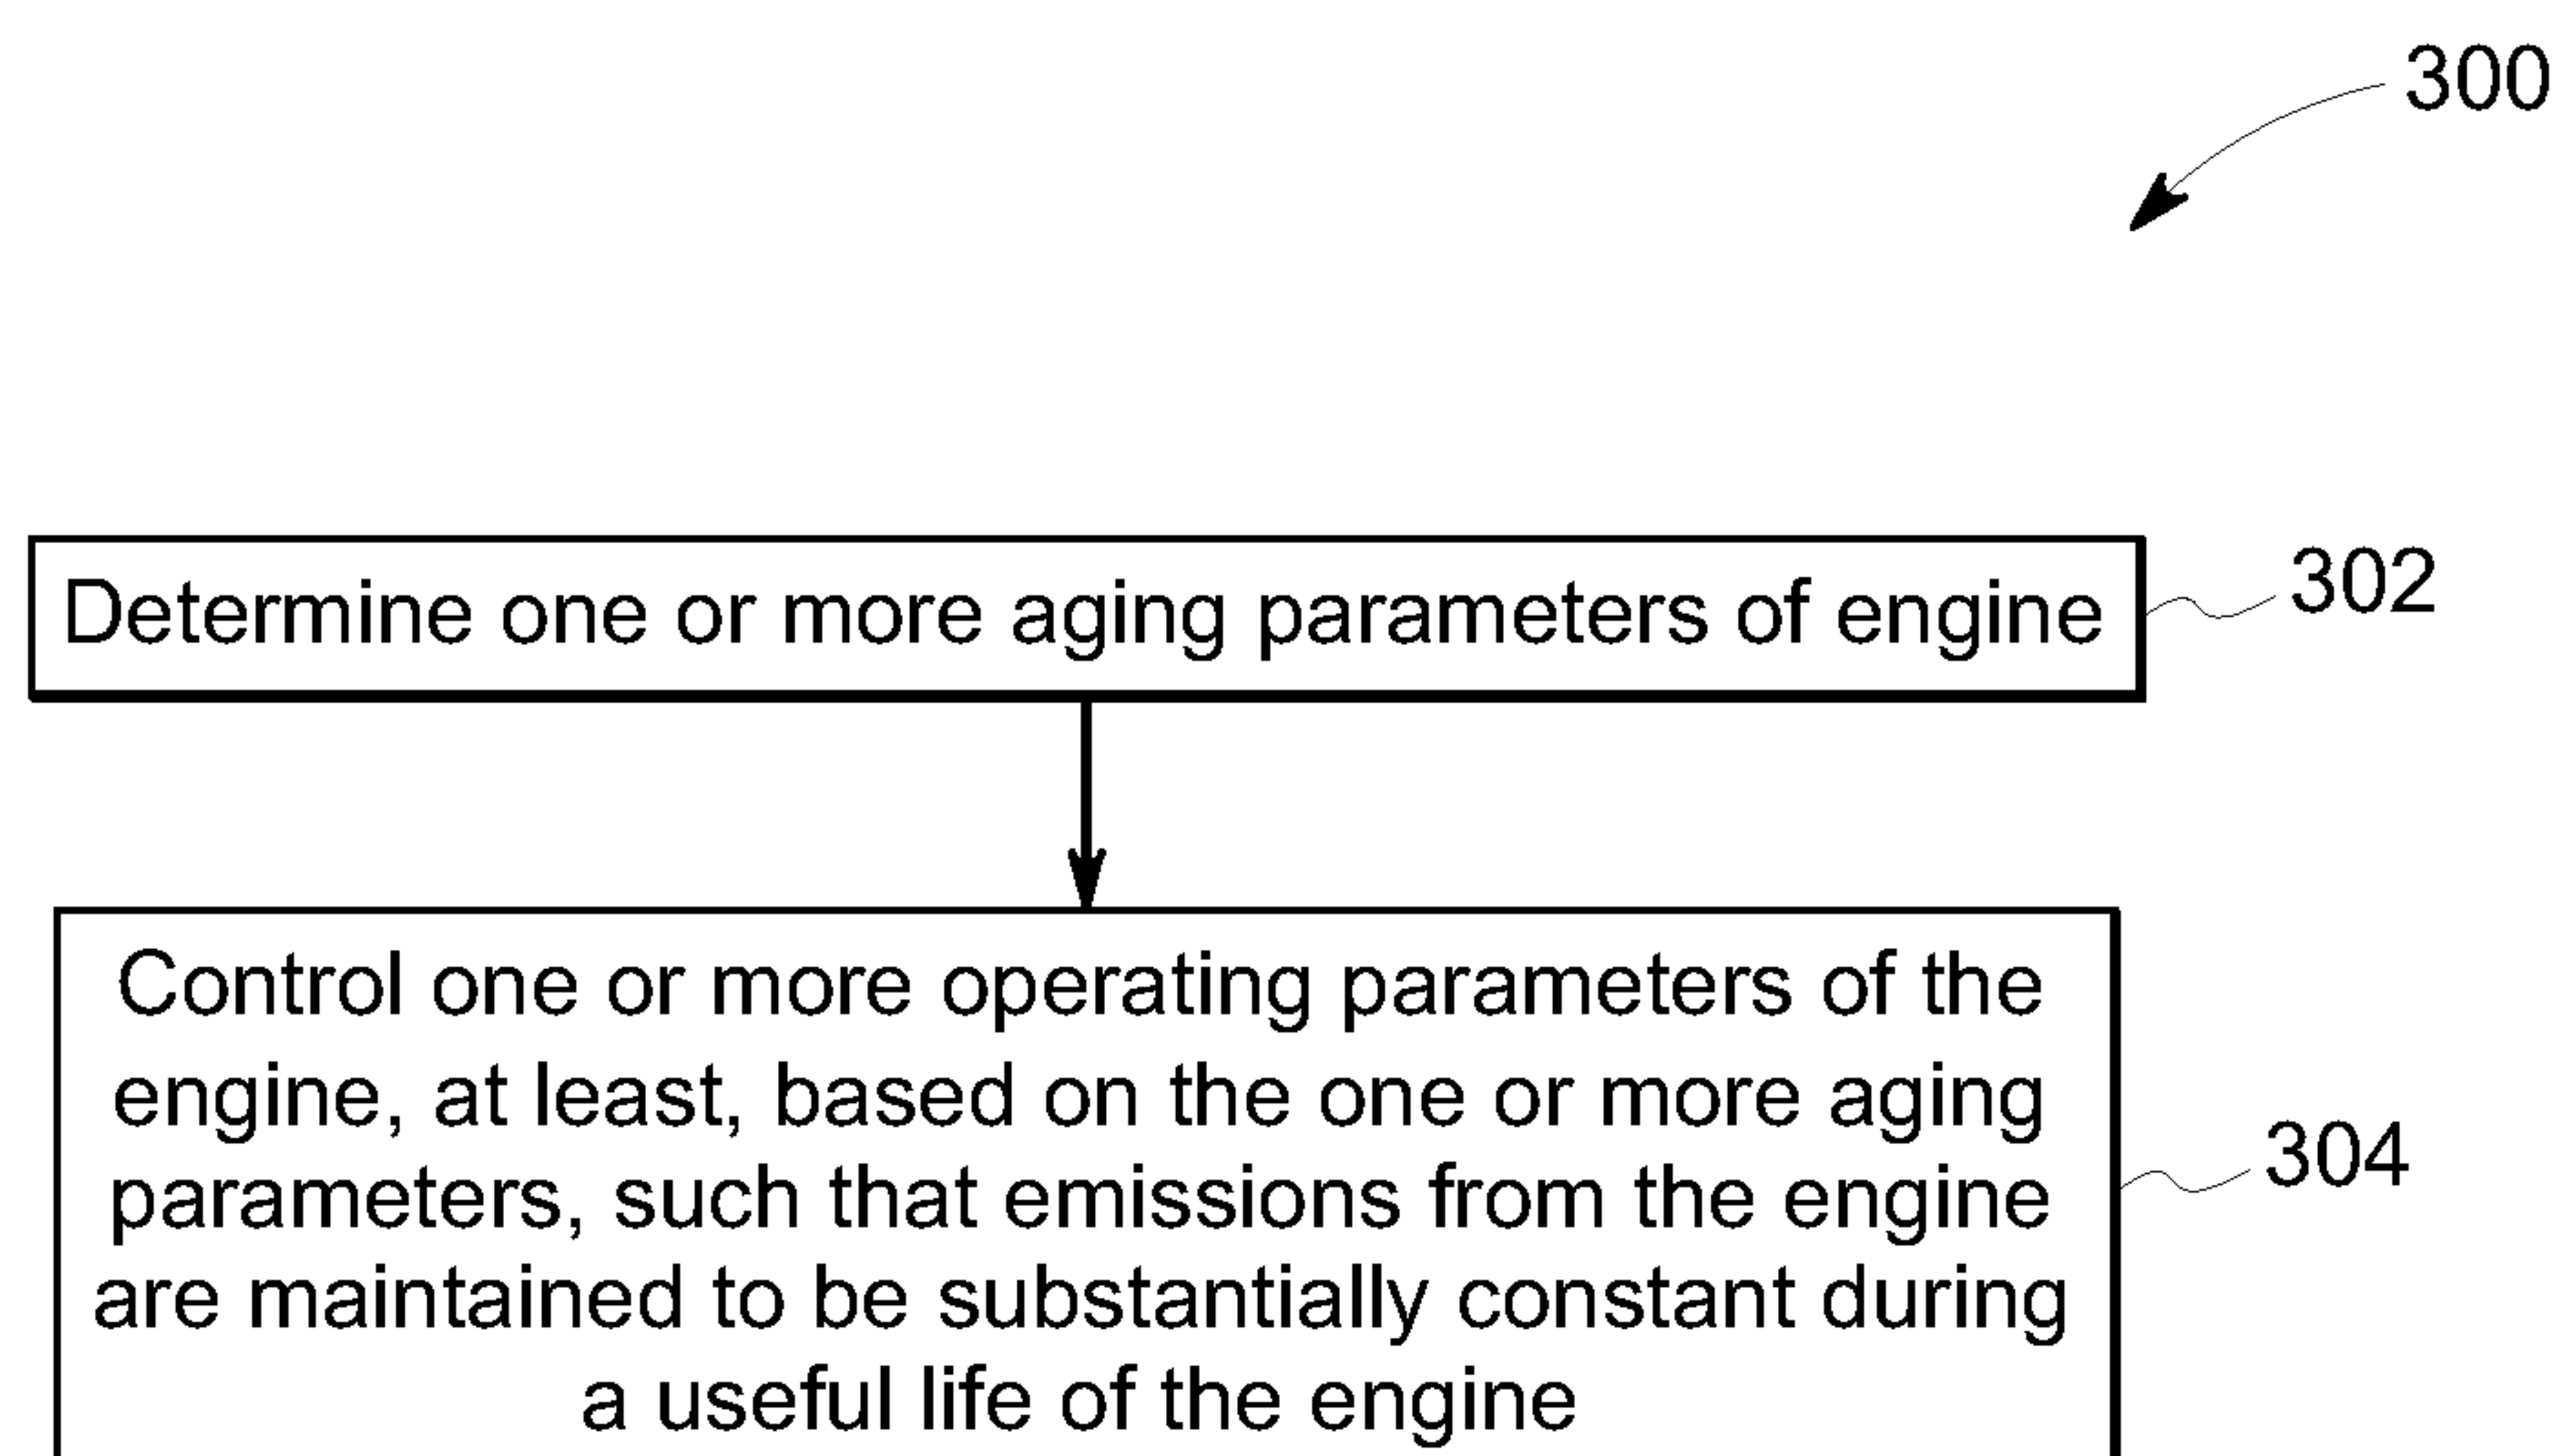 300
Determine one or more aging parameters of engine
302
Control one or more operating parameters of the
engine, at least, based on the one or more aging
parameters, such that emissions from the engine
are maintained to be substantially constant during
a useful life of the engine
304